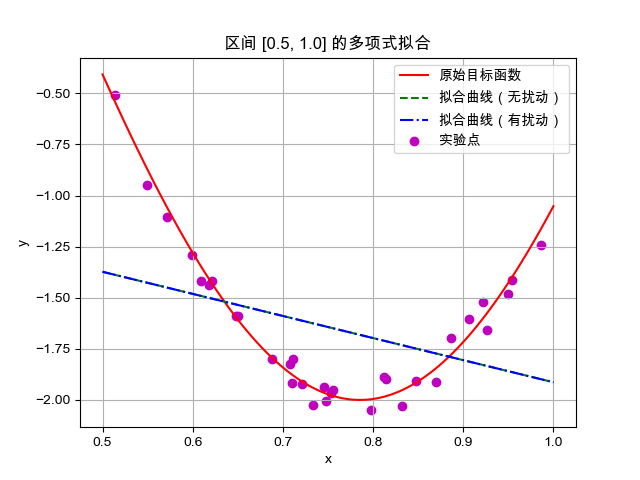 区间 [0.5, 1.0] 的多项式拟合
原始目标函数
拟合曲线（无扰动）
拟合曲线（有扰动）
实验点
y
−0.50
−0.75
−1.00
−1.25
−1.50
−1.75
−2.00
0.5 0.6 0.7 0.8 0.9 1.0
x